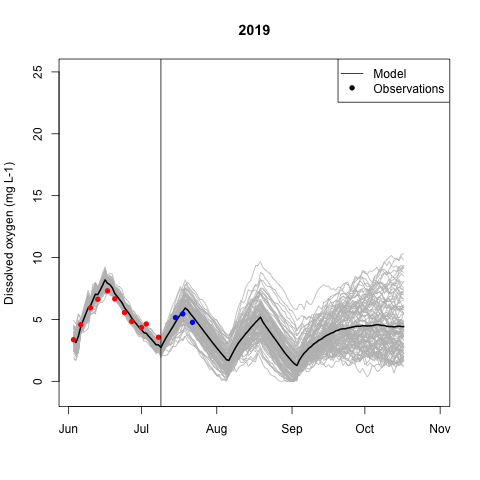 2019
Model
Observations
Dissolved oxygen (mg L-1)
25
20
15
10
5
0
Jun Jul Aug Sep Oct Nov